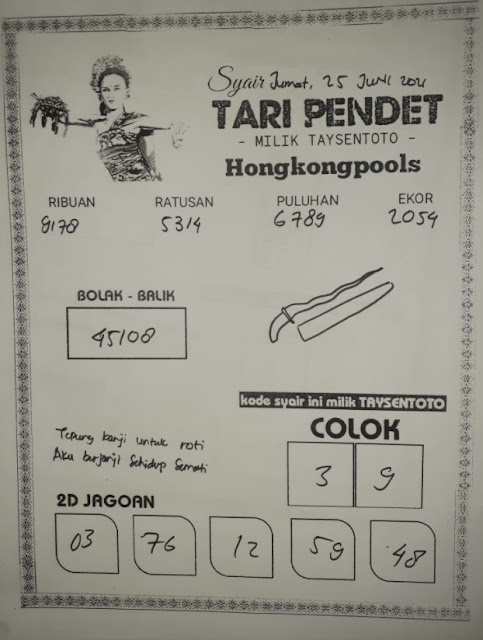 Syair Jumat, 25 JUNI 2021
TARI PENDET
- MILIK TAYSENTOTO -
Hongkongpools
RIBUAN RATUSAN PULUHAN EKOR
9178 5314 6789 2054
BOLAK - BALIK
45108
kode syair ini milik TAYSENTOTO
COLOK
3 9
Tepung kanji untuk roti
Aku berjanji Sehidup Semati
2D JAGOAN
03 76 12 59 48